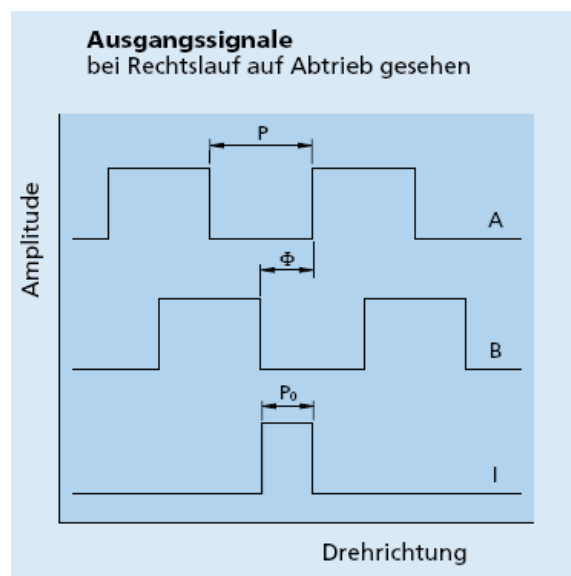 Ausgangssignale
bei Rechtslauf auf Abtrieb gesehen
P
A
Amplitude
Φ
B
P₀
I
Drehrichtung